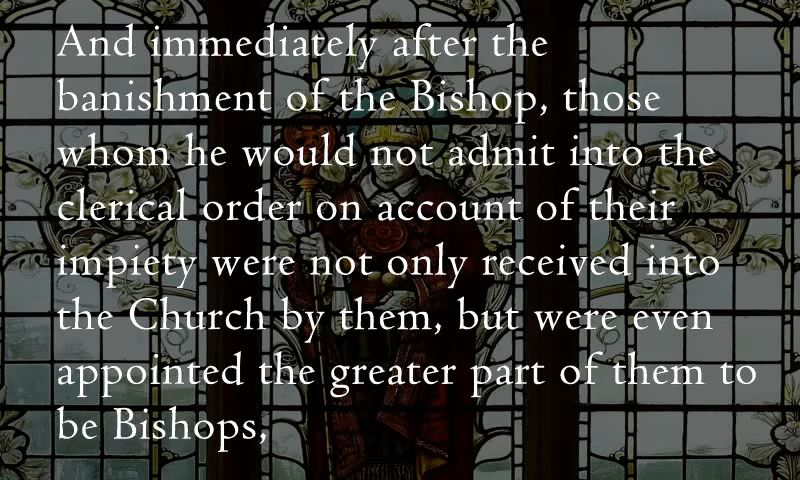 And immediately after the
banishment of the Bishop, those
whom he would not admit into the
clerical order on account of their
impiety were not only received into
the Church by them, but were even
appointed the greater part of them to
be Bishops,